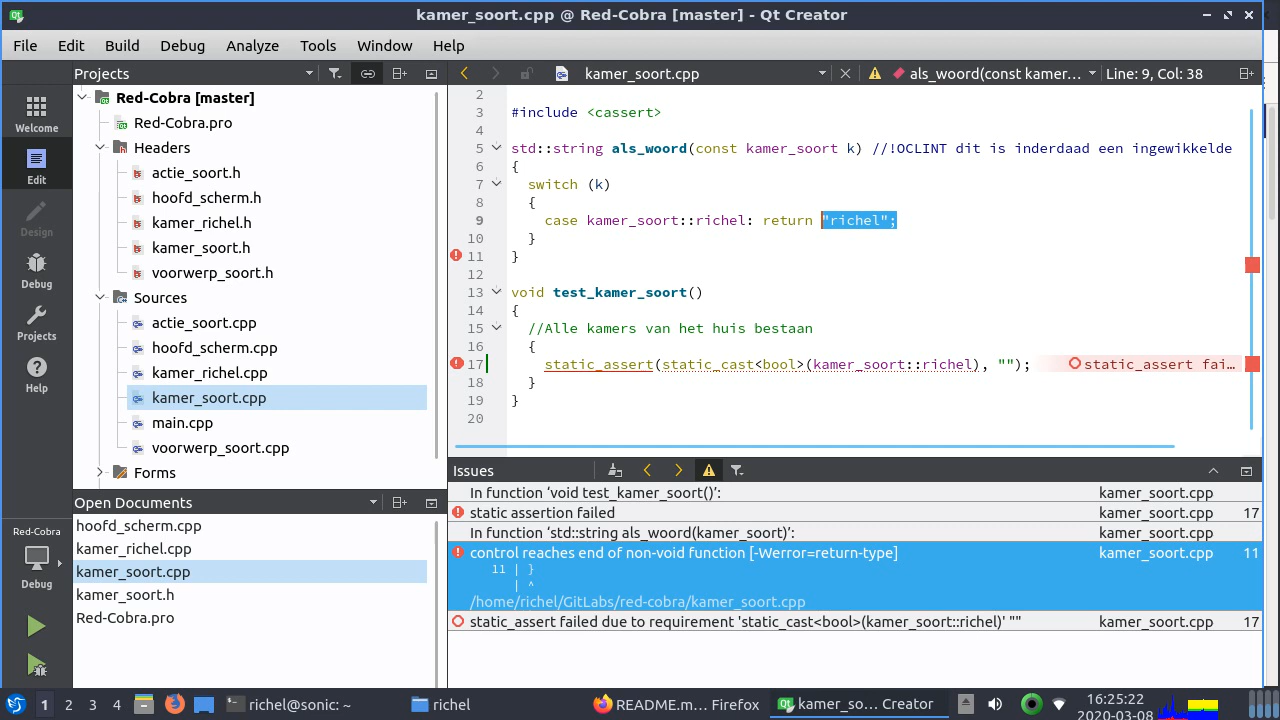 kamer_soort.cpp @ Red-Cobra [master] - Qt Creator
File Edit Build Debug Analyze Tools Window Help
Projects
kamer_soort.cpp
als_woord(const kamer... Line: 9, Col: 38
Welcome
Edit
Design
Debug
Projects
Help
Red-Cobra
Debug
Red-Cobra [master]
Red-Cobra.pro
Headers
actie_soort.h
hoofd_scherm.h
kamer_richel.h
kamer_soort.h
voorwerp_soort.h
Sources
actie_soort.cpp
hoofd_scherm.cpp
kamer_richel.cpp
kamer_soort.cpp
main.cpp
voorwerp_soort.cpp
Forms
Open Documents
hoofd_scherm.cpp
kamer_richel.cpp
kamer_soort.cpp
kamer_soort.h
Red-Cobra.pro
2
3 #include <cassert>
4
5 std::string als_woord(const kamer_soort k) //!OCLINT dit is inderdaad een ingewikkelde
6 {
7 switch (k)
8 {
9 case kamer_soort::richel: return "richel";
10 }
11 }
12
13 void test_kamer_soort()
14 {
15 //Alle kamers van het huis bestaan
16 {
17 static_assert(static_cast<bool>(kamer_soort::richel), ""); static_assert fai...
18 }
19 }
20
Issues
In function ‘void test_kamer_soort()’: kamer_soort.cpp
static assertion failed kamer_soort.cpp 17
In function ‘std::string als_woord(kamer_soort)’: kamer_soort.cpp
control reaches end of non-void function [-Werror=return-type] kamer_soort.cpp 11
11 | }
| ^
/home/richel/GitLabs/red-cobra/kamer_soort.cpp
static_assert failed due to requirement 'static_cast<bool>(kamer_soort::richel)' "" kamer_soort.cpp 17
1 2 3 4 richel@sonic: ~ richel README.m... Firefox kamer_so... Creator 16:25:22
2020-03-08